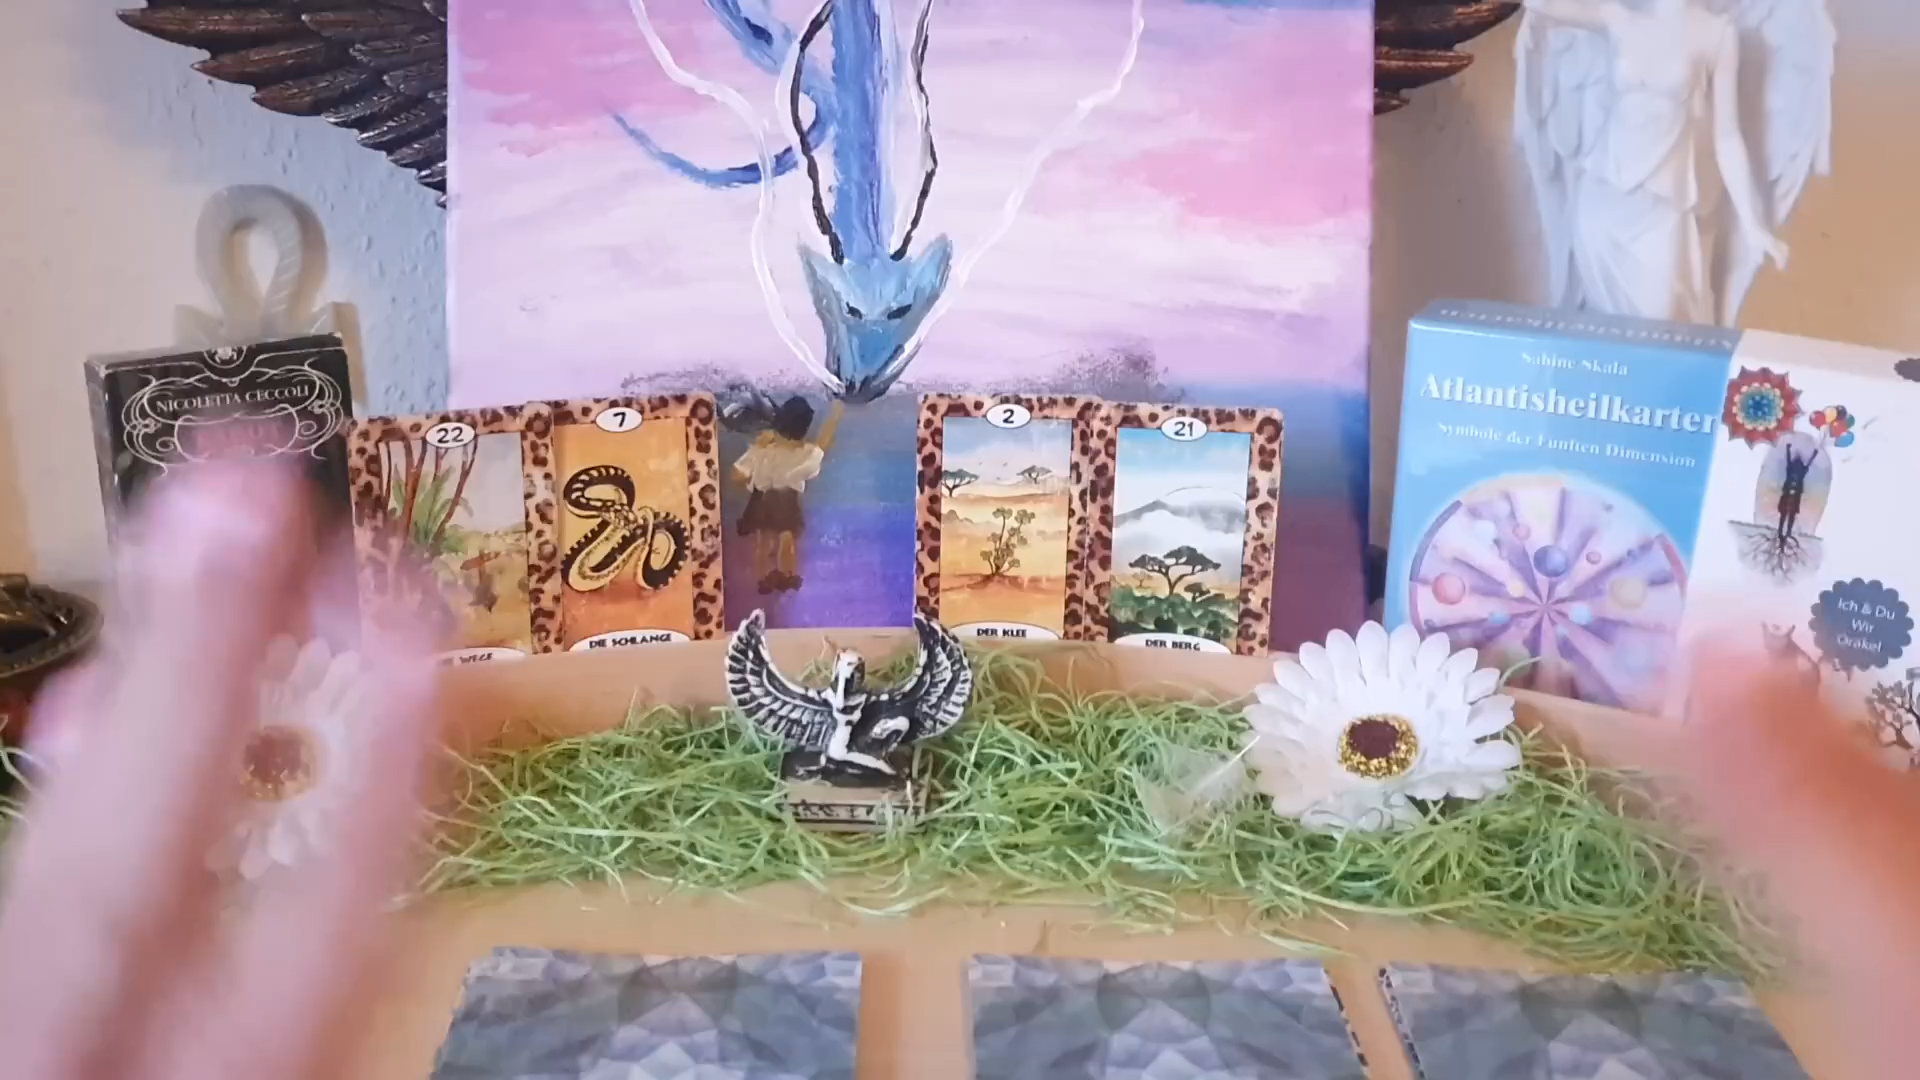 NICOLETTA CECCOLI
22
WEGE
7
DIE SCHLANGE
2
DER KLEE
21
DER BERG
Sabine Skala
Atlantisheilkarten
Symbole der Fünften Dimension
Ich & Du
Wir
Orakel